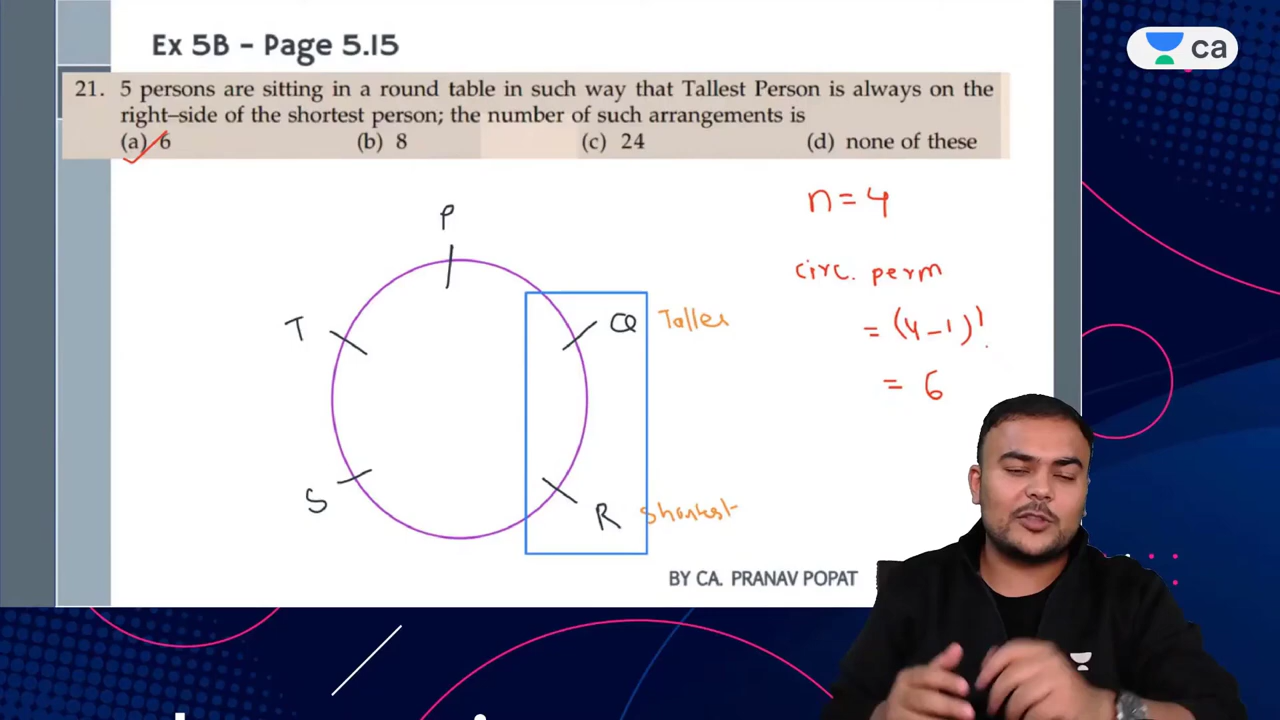 Ex 5B - Page 5.15
ca
21. 5 persons are sitting in a round table in such way that Tallest Person is always on the
right–side of the shortest person; the number of such arrangements is
(a) 6 (b) 8 (c) 24 (d) none of these
n = 4
circ. perm
= (4-1)!
= 6
P
T
Q Talles
S
R Shortest
BY CA. PRANAV POPAT